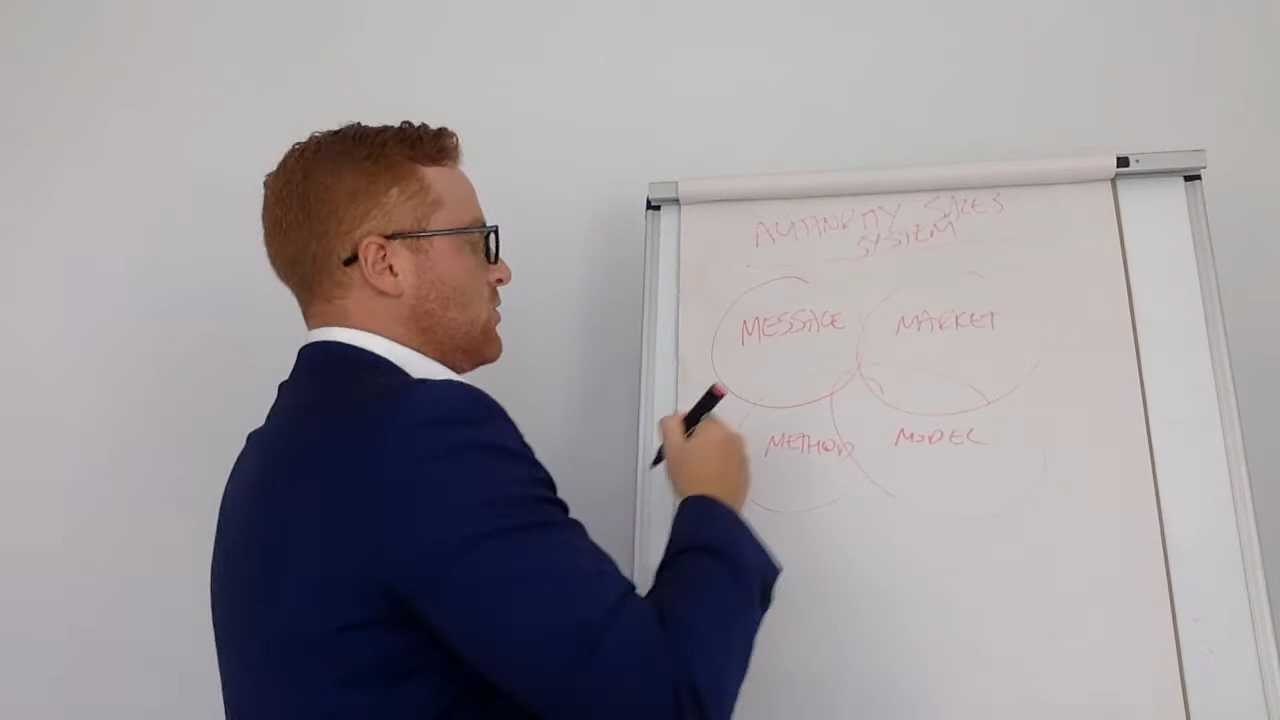 AUTHORITY SALES
SYSTEM
MESSAGE
MARKET
METHOD
MODEL